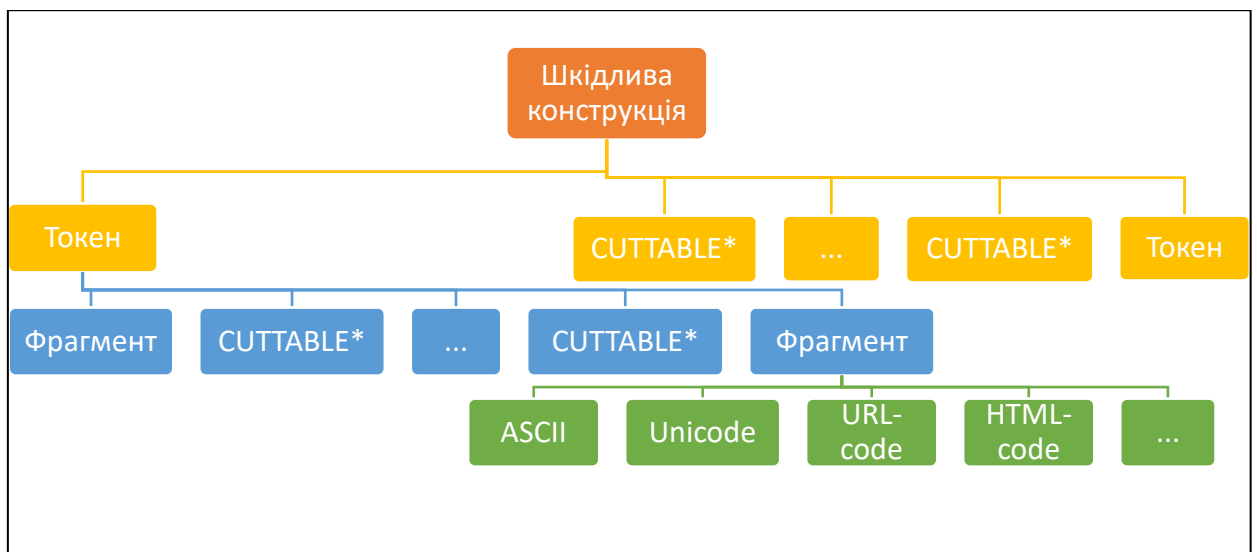 Шкідлива
конструкція
Токен
CUTTABLE*
...
CUTTABLE*
Токен
Фрагмент
CUTTABLE*
...
CUTTABLE*
Фрагмент
ASCII
Unicode
URL-
code
HTML-
code
...